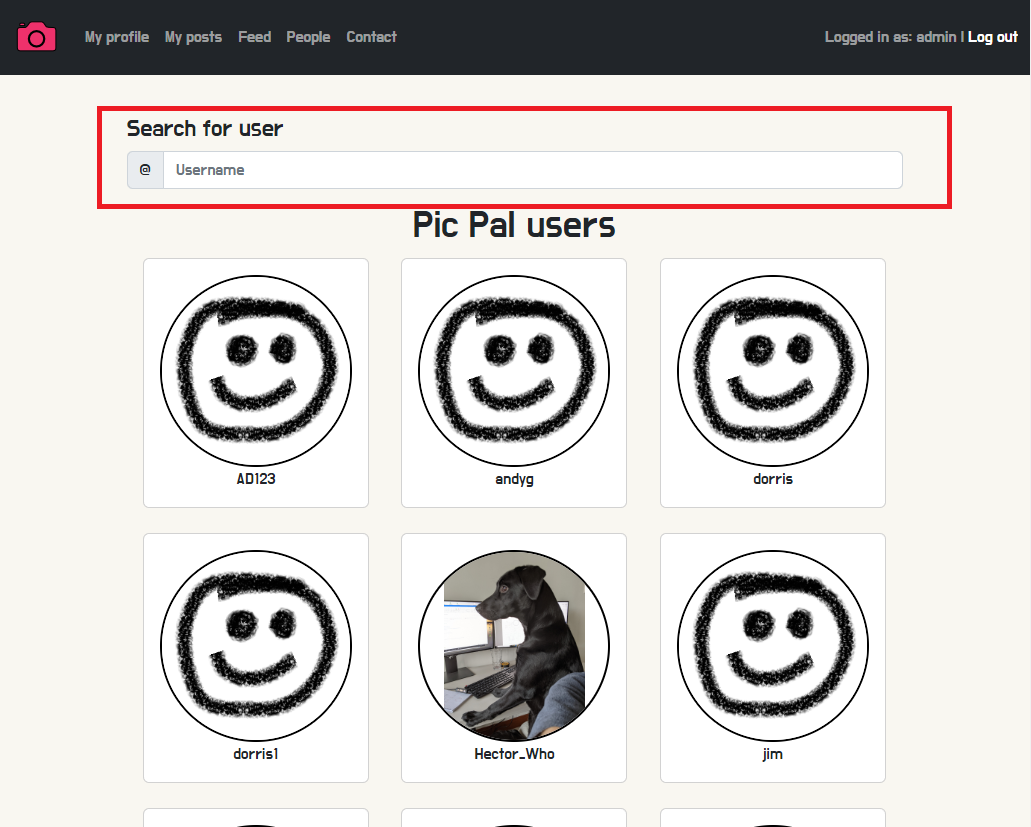 My profile My posts Feed People Contact Logged in as: admin | Log out
Search for user
@ Username
Pic Pal users
AD123 andyg dorris
dorris1 Hector_Who jim